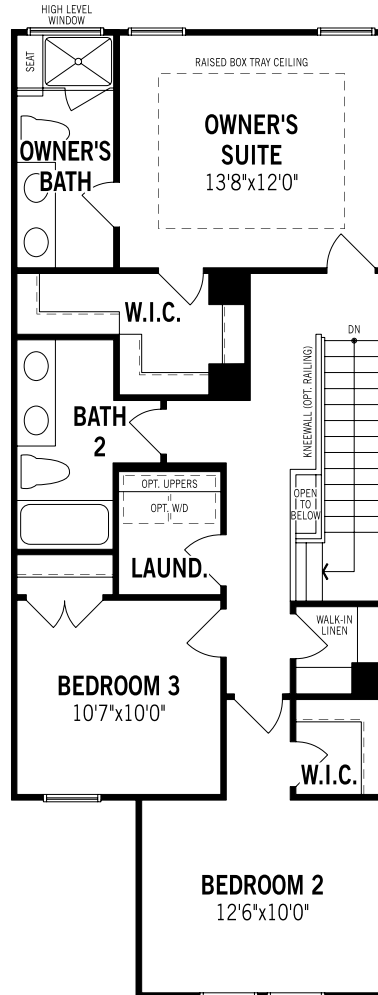 HIGH LEVEL
WINDOW
SEAT
RAISED BOX TRAY CEILING
OWNER'S
SUITE
13'8"x12'0"
OWNER'S
BATH
W.I.C.
DN
KNEEWALL (OPT. RAILING)
BATH
2
OPT. UPPERS
OPT. W/D
OPEN
TO
BELOW
LAUND.
WALK-IN
LINEN
BEDROOM 3
10'7"x10'0"
W.I.C.
BEDROOM 2
12'6"x10'0"